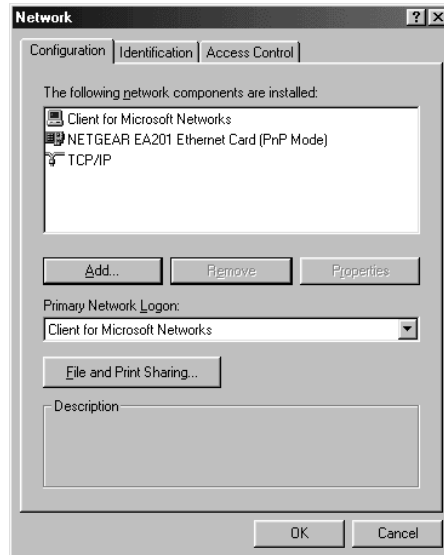 Network
Configuration Identification Access Control
The following network components are installed:
Client for Microsoft Networks
NETGEAR EA201 Ethernet Card (PnP Mode)
TCP/IP
Add... Remove Properties
Primary Network Logon:
Client for Microsoft Networks
File and Print Sharing...
Description
OK Cancel